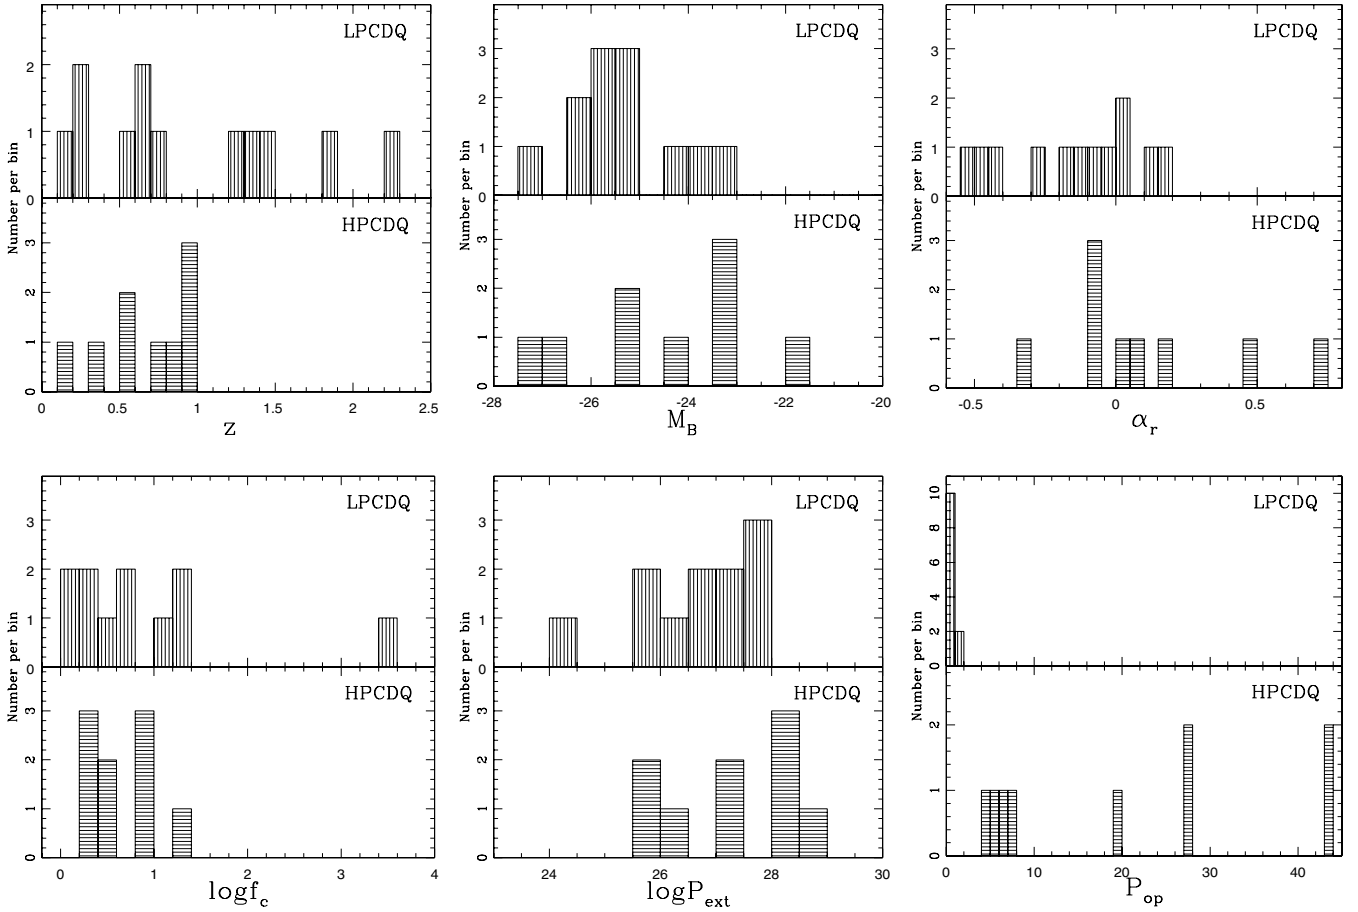 LPCDQ
2
1
0
Number per bin
HPCDQ
3
2
1
0
0 0.5 1 1.5 2 2.5
Z
LPCDQ
3
2
1
0
Number per bin
HPCDQ
3
2
1
0
-28 -26 -24 -22 -20
M_B
LPCDQ
3
2
1
0
Number per bin
HPCDQ
3
2
1
0
-0.5 0 0.5
α_r
LPCDQ
3
2
1
0
Number per bin
HPCDQ
3
2
1
0
0 1 2 3 4
logf_c
LPCDQ
3
2
1
0
Number per bin
HPCDQ
3
2
1
0
24 26 28 30
logP_ext
LPCDQ
10
8
6
4
2
0
Number per bin
HPCDQ
2
1
0
0 10 20 30 40
P_op